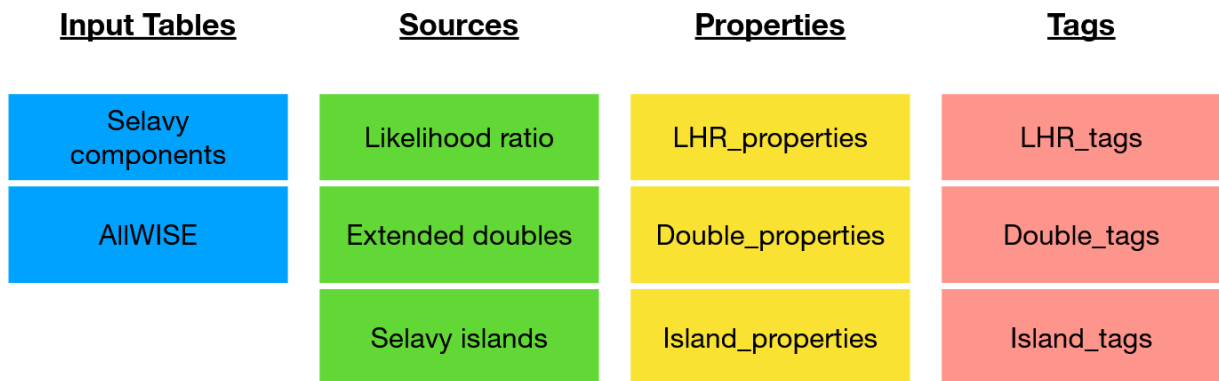 Input Tables
Sources
Properties
Tags
Selavy
components
Likelihood ratio
LHR_properties
LHR_tags
AllWISE
Extended doubles
Double_properties
Double_tags
Selavy islands
Island_properties
Island_tags